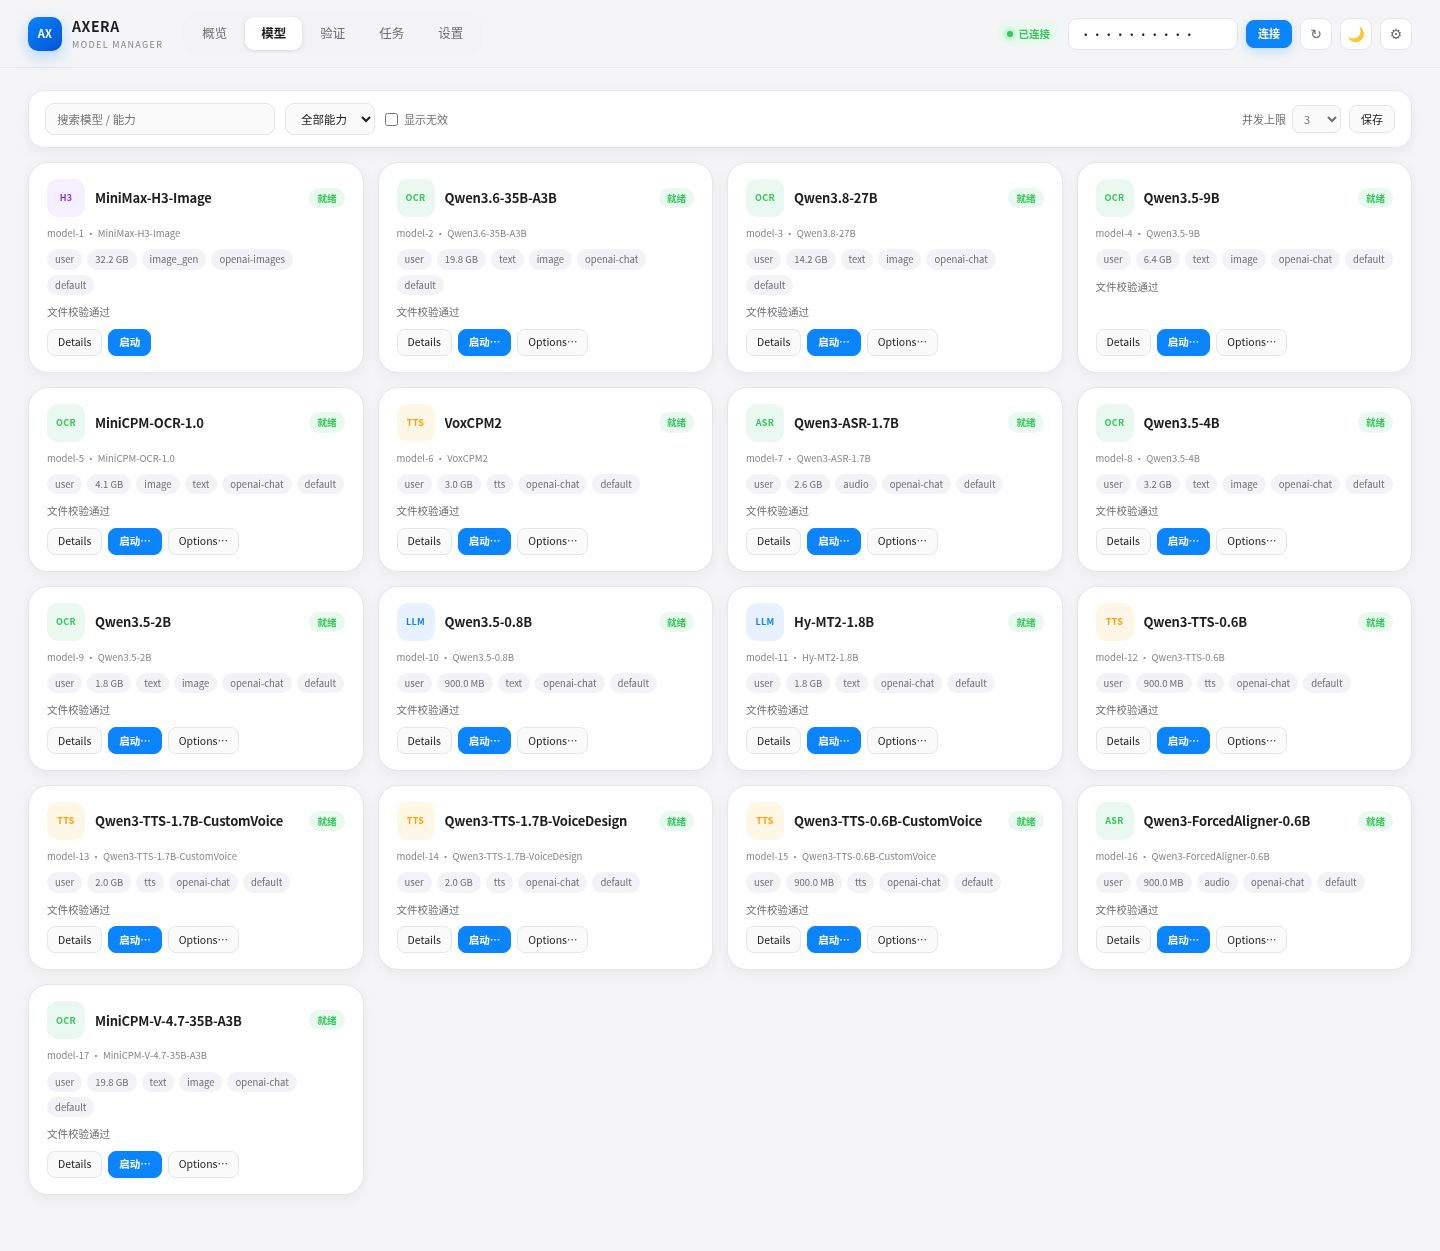 AX
AXERA
MODEL MANAGER
概览 模型 验证 任务 设置
已连接
连接
搜索模型 / 能力
全部能力
显示无效
并发上限 3 保存
H3 MiniMax-H3-Image 就绪
model-1 • MiniMax-H3-Image
user 32.2 GB image_gen openai-images
default
文件校验通过
Details 启动
OCR Qwen3.6-35B-A3B 就绪
model-2 • Qwen3.6-35B-A3B
user 19.8 GB text image openai-chat
default
文件校验通过
Details 启动… Options…
OCR Qwen3.8-27B 就绪
model-3 • Qwen3.8-27B
user 14.2 GB text image openai-chat
default
文件校验通过
Details 启动… Options…
OCR Qwen3.5-9B 就绪
model-4 • Qwen3.5-9B
user 6.4 GB text image openai-chat default
文件校验通过
Details 启动… Options…
OCR MiniCPM-OCR-1.0 就绪
model-5 • MiniCPM-OCR-1.0
user 4.1 GB image text openai-chat default
文件校验通过
Details 启动… Options…
TTS VoxCPM2 就绪
model-6 • VoxCPM2
user 3.0 GB tts openai-chat default
文件校验通过
Details 启动… Options…
ASR Qwen3-ASR-1.7B 就绪
model-7 • Qwen3-ASR-1.7B
user 2.6 GB audio openai-chat default
文件校验通过
Details 启动… Options…
OCR Qwen3.5-4B 就绪
model-8 • Qwen3.5-4B
user 3.2 GB text image openai-chat default
文件校验通过
Details 启动… Options…
OCR Qwen3.5-2B 就绪
model-9 • Qwen3.5-2B
user 1.8 GB text image openai-chat default
文件校验通过
Details 启动… Options…
LLM Qwen3.5-0.8B 就绪
model-10 • Qwen3.5-0.8B
user 900.0 MB text openai-chat default
文件校验通过
Details 启动… Options…
LLM Hy-MT2-1.8B 就绪
model-11 • Hy-MT2-1.8B
user 1.8 GB text openai-chat default
文件校验通过
Details 启动… Options…
TTS Qwen3-TTS-0.6B 就绪
model-12 • Qwen3-TTS-0.6B
user 900.0 MB tts openai-chat default
文件校验通过
Details 启动… Options…
TTS Qwen3-TTS-1.7B-CustomVoice 就绪
model-13 • Qwen3-TTS-1.7B-CustomVoice
user 2.0 GB tts openai-chat default
文件校验通过
Details 启动… Options…
TTS Qwen3-TTS-1.7B-VoiceDesign 就绪
model-14 • Qwen3-TTS-1.7B-VoiceDesign
user 2.0 GB tts openai-chat default
文件校验通过
Details 启动… Options…
TTS Qwen3-TTS-0.6B-CustomVoice 就绪
model-15 • Qwen3-TTS-0.6B-CustomVoice
user 900.0 MB tts openai-chat default
文件校验通过
Details 启动… Options…
ASR Qwen3-ForcedAligner-0.6B 就绪
model-16 • Qwen3-ForcedAligner-0.6B
user 900.0 MB audio openai-chat default
文件校验通过
Details 启动… Options…
OCR MiniCPM-V-4.7-35B-A3B 就绪
model-17 • MiniCPM-V-4.7-35B-A3B
user 19.8 GB text image openai-chat
default
文件校验通过
Details 启动… Options…